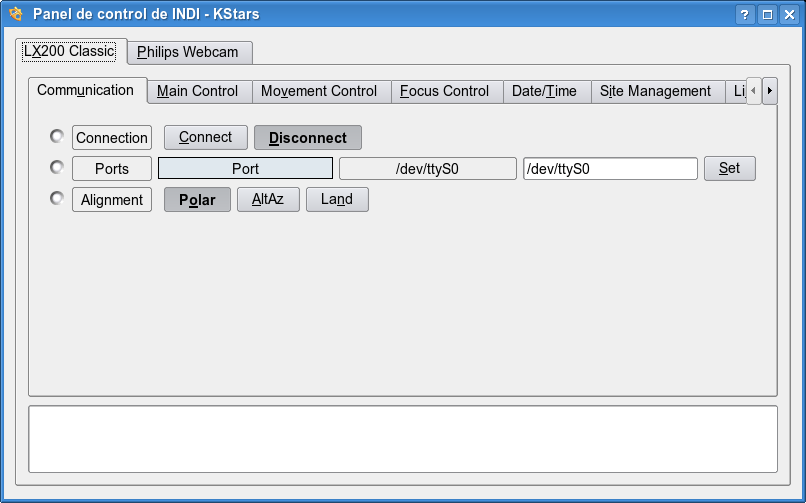 Panel de control de INDI - KStars
LX200 Classic Philips Webcam
Communication Main Control Movement Control Focus Control Date/Time Site Management
Connection Connect Disconnect
Ports Port /dev/ttyS0 /dev/ttyS0 Set
Alignment Polar AltAz Land